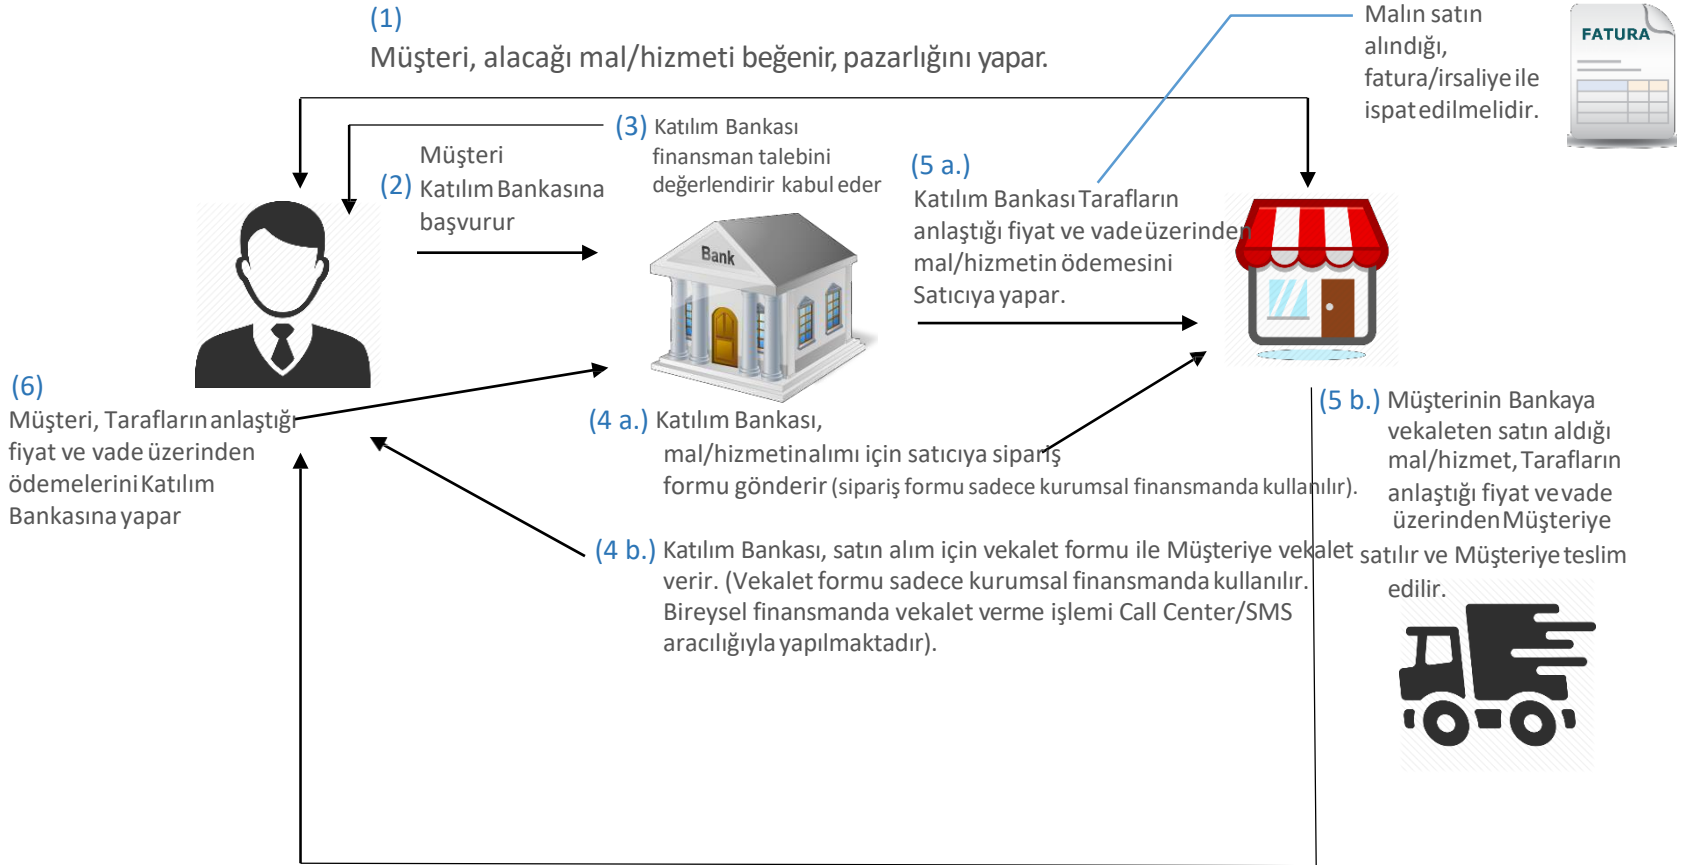 (1)
Müşteri, alacağı mal/hizmeti beğenir, pazarlığını yapar.
Malın satın
alındığı,
fatura/irsaliye ile
ispat edilmelidir.
FATURA
Müşteri
(2) Katılım Bankasına
başvurur
(3) Katılım Bankası
finansman talebini
değerlendirir kabul eder
Bank
(5 a.)
Katılım Bankası Tarafların
anlaştığı fiyat ve vade üzerinden
mal/hizmetin ödemesini
Satıcıya yapar.
(6)
Müşteri, Tarafların anlaştığı
fiyat ve vade üzerinden
ödemelerini Katılım
Bankasına yapar
(4 a.) Katılım Bankası,
mal/hizmetin alımı için satıcıya sipariş
formu gönderir (sipariş formu sadece kurumsal finansmanda kullanılır).
(4 b.) Katılım Bankası, satın alım için vekalet formu ile Müşteriye vekalet
verir. (Vekalet formu sadece kurumsal finansmanda kullanılır.
Bireysel finansmanda vekalet verme işlemi Call Center/SMS
aracılığıyla yapılmaktadır).
(5 b.) Müşterinin Bankaya
vekaleten satın aldığı
mal/hizmet, Tarafların
anlaştığı fiyat ve vade
üzerinden Müşteriye
satılır ve Müşteriye teslim
edilir.